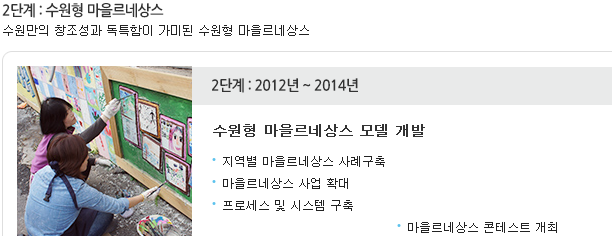 2단계 : 수원형 마을르네상스
수원만의 창조성과 독특함이 가미된 수원형 마을르네상스
2단계 : 2012년 ~ 2014년
수원형 마을르네상스 모델 개발
• 지역별 마을르네상스 사례구축
• 마을르네상스 사업 확대
• 프로세스 및 시스템 구축
• 마을르네상스 콘테스트 개최